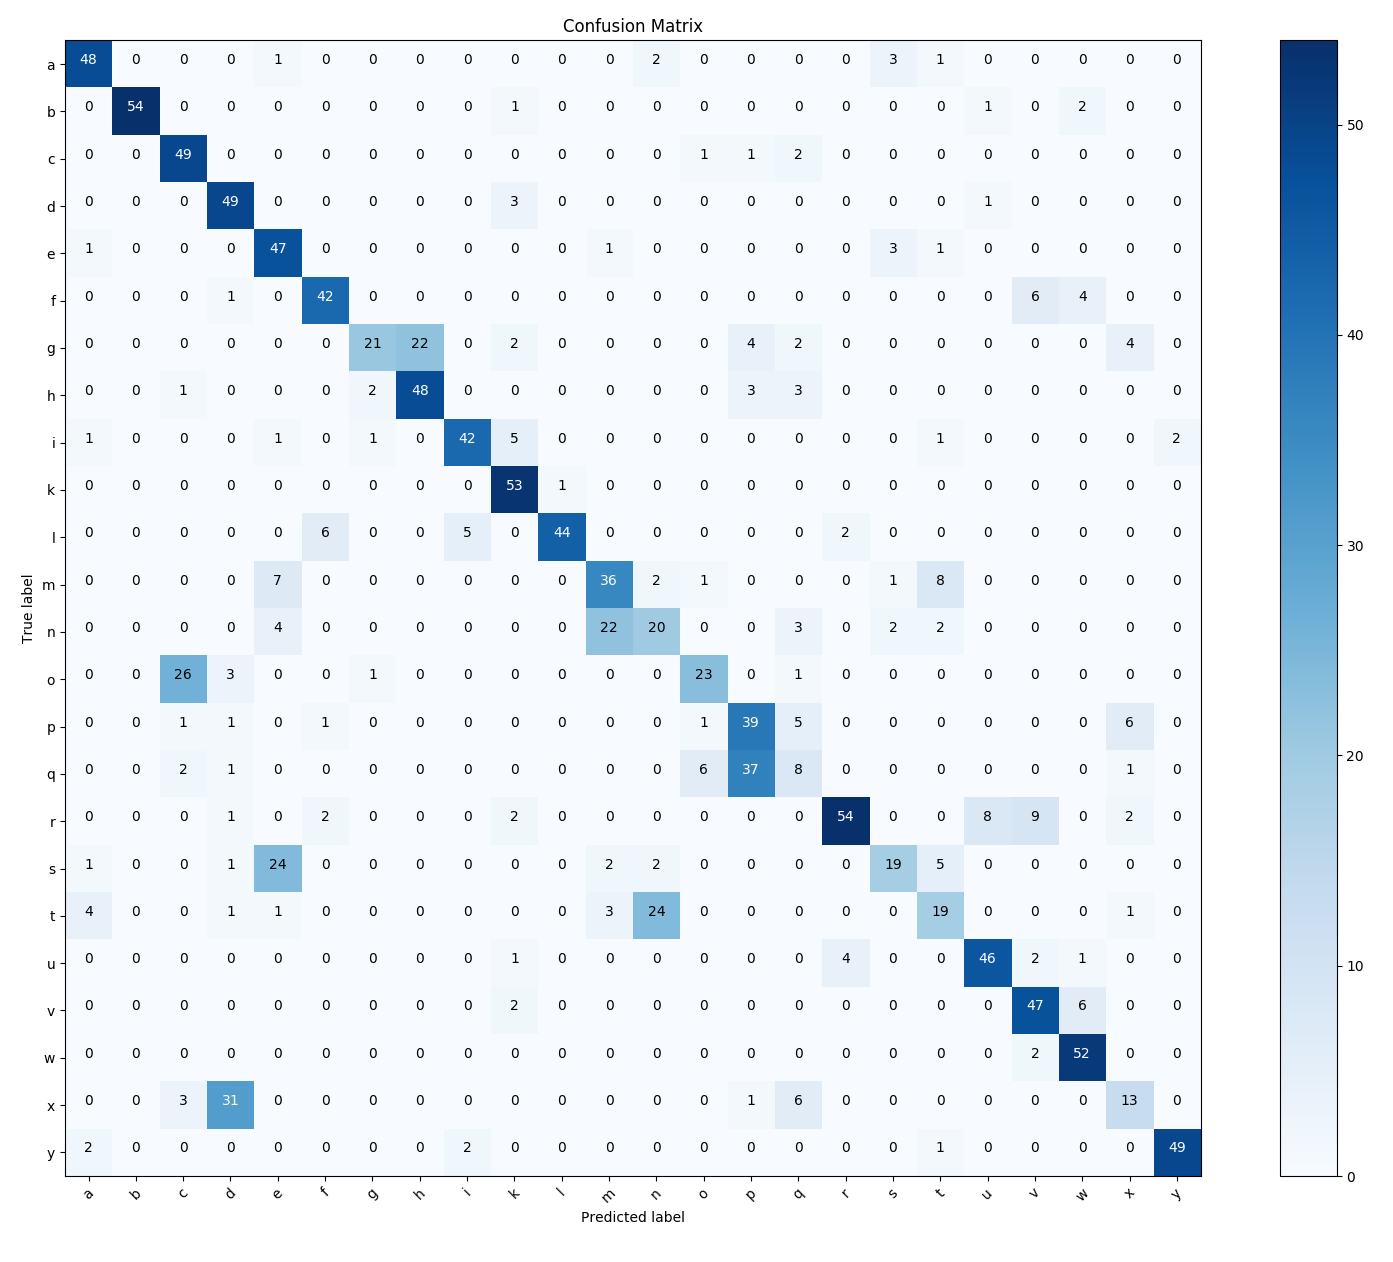 Confusion Matrix
a 48 0 0 0 1 0 0 0 0 0 0 0 2 0 0 0 0 3 1 0 0 0 0 0
b 0 54 0 0 0 0 0 0 0 1 0 0 0 0 0 0 0 0 0 1 0 2 0 0
c 0 0 49 0 0 0 0 0 0 0 0 0 0 1 1 2 0 0 0 0 0 0 0 0
d 0 0 0 49 0 0 0 0 0 3 0 0 0 0 0 0 0 0 0 1 0 0 0 0
e 1 0 0 0 47 0 0 0 0 0 0 1 0 0 0 0 0 3 1 0 0 0 0 0
f 0 0 0 1 0 42 0 0 0 0 0 0 0 0 0 0 0 0 0 0 6 4 0 0
g 0 0 0 0 0 0 21 22 0 2 0 0 0 0 4 2 0 0 0 0 0 0 4 0
h 0 0 1 0 0 0 2 48 0 0 0 0 0 0 3 3 0 0 0 0 0 0 0 0
i 1 0 0 0 1 0 1 0 42 5 0 0 0 0 0 0 0 0 1 0 0 0 0 2
k 0 0 0 0 0 0 0 0 0 53 1 0 0 0 0 0 0 0 0 0 0 0 0 0
l 0 0 0 0 0 6 0 0 5 0 44 0 0 0 0 0 2 0 0 0 0 0 0 0
m 0 0 0 0 7 0 0 0 0 0 0 36 2 1 0 0 0 1 8 0 0 0 0 0
n 0 0 0 0 4 0 0 0 0 0 0 22 20 0 0 3 0 2 2 0 0 0 0 0
o 0 0 26 3 0 0 1 0 0 0 0 0 0 23 0 1 0 0 0 0 0 0 0 0
p 0 0 1 1 0 1 0 0 0 0 0 0 0 1 39 5 0 0 0 0 0 0 6 0
q 0 0 2 1 0 0 0 0 0 0 0 0 0 6 37 8 0 0 0 0 0 0 1 0
r 0 0 0 1 0 2 0 0 0 2 0 0 0 0 0 0 54 0 0 8 9 0 2 0
s 1 0 0 1 24 0 0 0 0 0 0 2 2 0 0 0 0 19 5 0 0 0 0 0
t 4 0 0 1 1 0 0 0 0 0 0 3 24 0 0 0 0 0 19 0 0 0 1 0
u 0 0 0 0 0 0 0 0 0 1 0 0 0 0 0 0 4 0 0 46 2 1 0 0
v 0 0 0 0 0 0 0 0 0 2 0 0 0 0 0 0 0 0 0 0 47 6 0 0
w 0 0 0 0 0 0 0 0 0 0 0 0 0 0 0 0 0 0 0 0 2 52 0 0
x 0 0 3 31 0 0 0 0 0 0 0 0 0 0 1 6 0 0 0 0 0 0 13 0
y 2 0 0 0 0 0 0 0 2 0 0 0 0 0 0 0 0 0 1 0 0 0 0 49
a b c d e f g h i k l m n o p q r s t u v w x y
Predicted label
True label
50
40
30
20
10
0